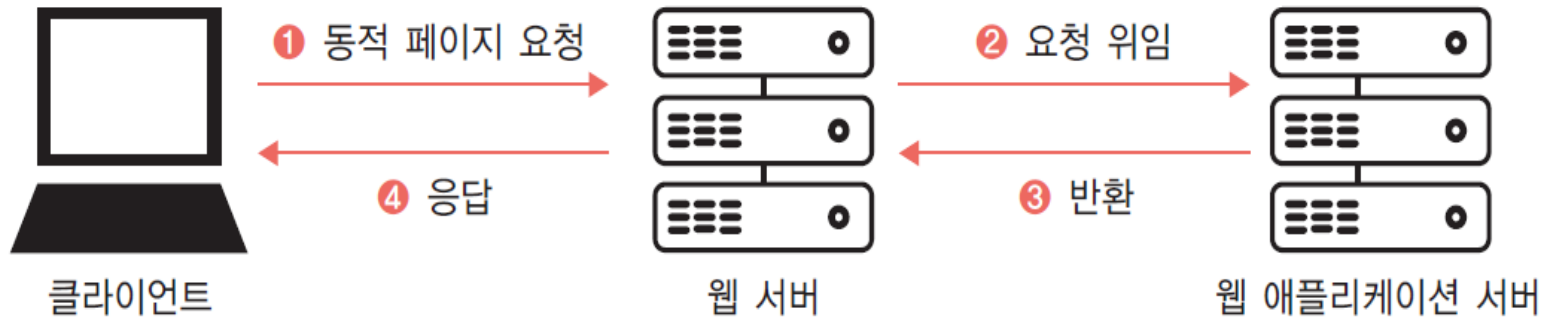 ❶ 동적 페이지 요청
❷ 요청 위임
❹ 응답
❸ 반환
클라이언트
웹 서버
웹 애플리케이션 서버